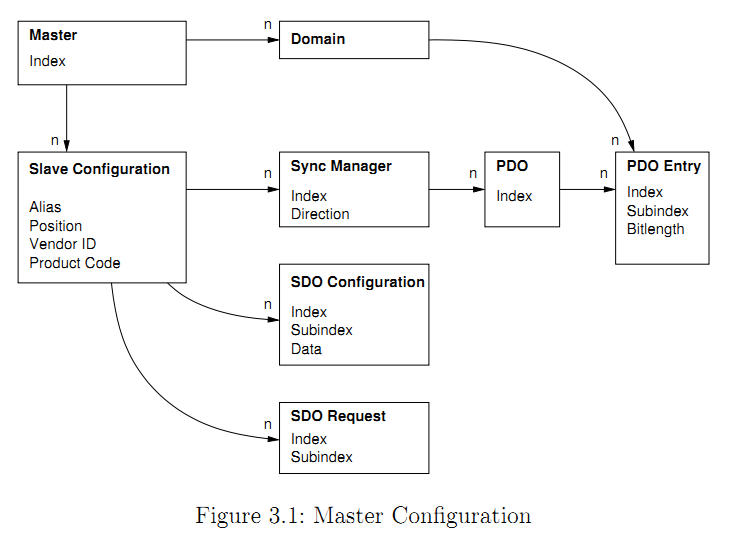 Master
Index
n
Domain
n
n
Slave Configuration
Alias
Position
Vendor ID
Product Code
n
Sync Manager
Index
Direction
n
PDO
Index
n
PDO Entry
Index
Subindex
Bitlength
n
SDO Configuration
Index
Subindex
Data
n
SDO Request
Index
Subindex
Figure 3.1: Master Configuration